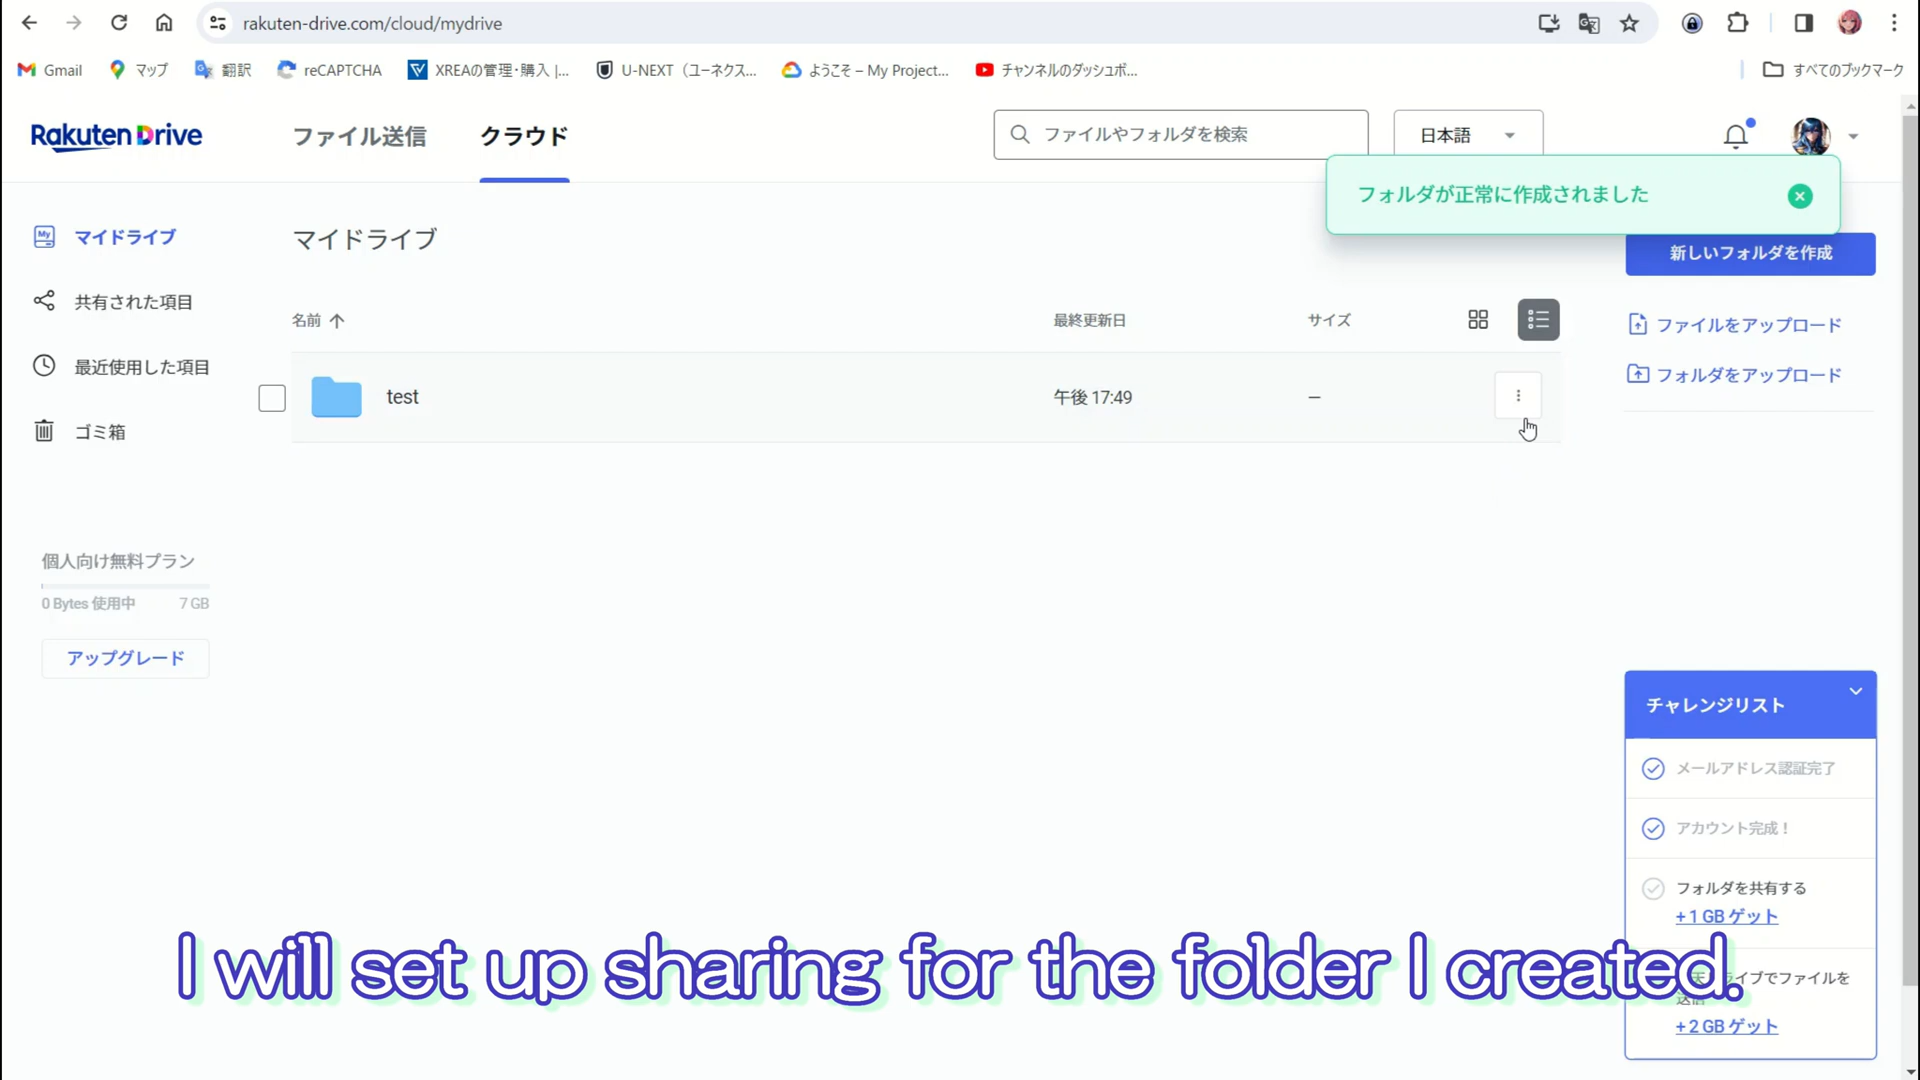 rakuten-drive.com/cloud/mydrive
Gmail マップ 翻訳 reCAPTCHA XREAの管理・購入 |... U-NEXT（ユーネクス... ようこそ – My Project... チャンネルのダッシュボ... すべてのブックマーク
Rakuten Drive ファイル送信 クラウド ファイルやフォルダを検索 日本語
フォルダが正常に作成されました
My マイドライブ
マイドライブ
新しいフォルダを作成
共有された項目
名前 最終更新日 サイズ
ファイルをアップロード
最近使用した項目
フォルダをアップロード
test 午後 17:49 –
ゴミ箱
個人向け無料プラン
0 Bytes 使用中 7 GB
アップグレード
チャレンジリスト
メールアドレス認証完了
アカウント完成！
フォルダを共有する
+1 GB ゲット
I will set up sharing for the folder I created.
ライブでファイルを
+2 GB ゲット